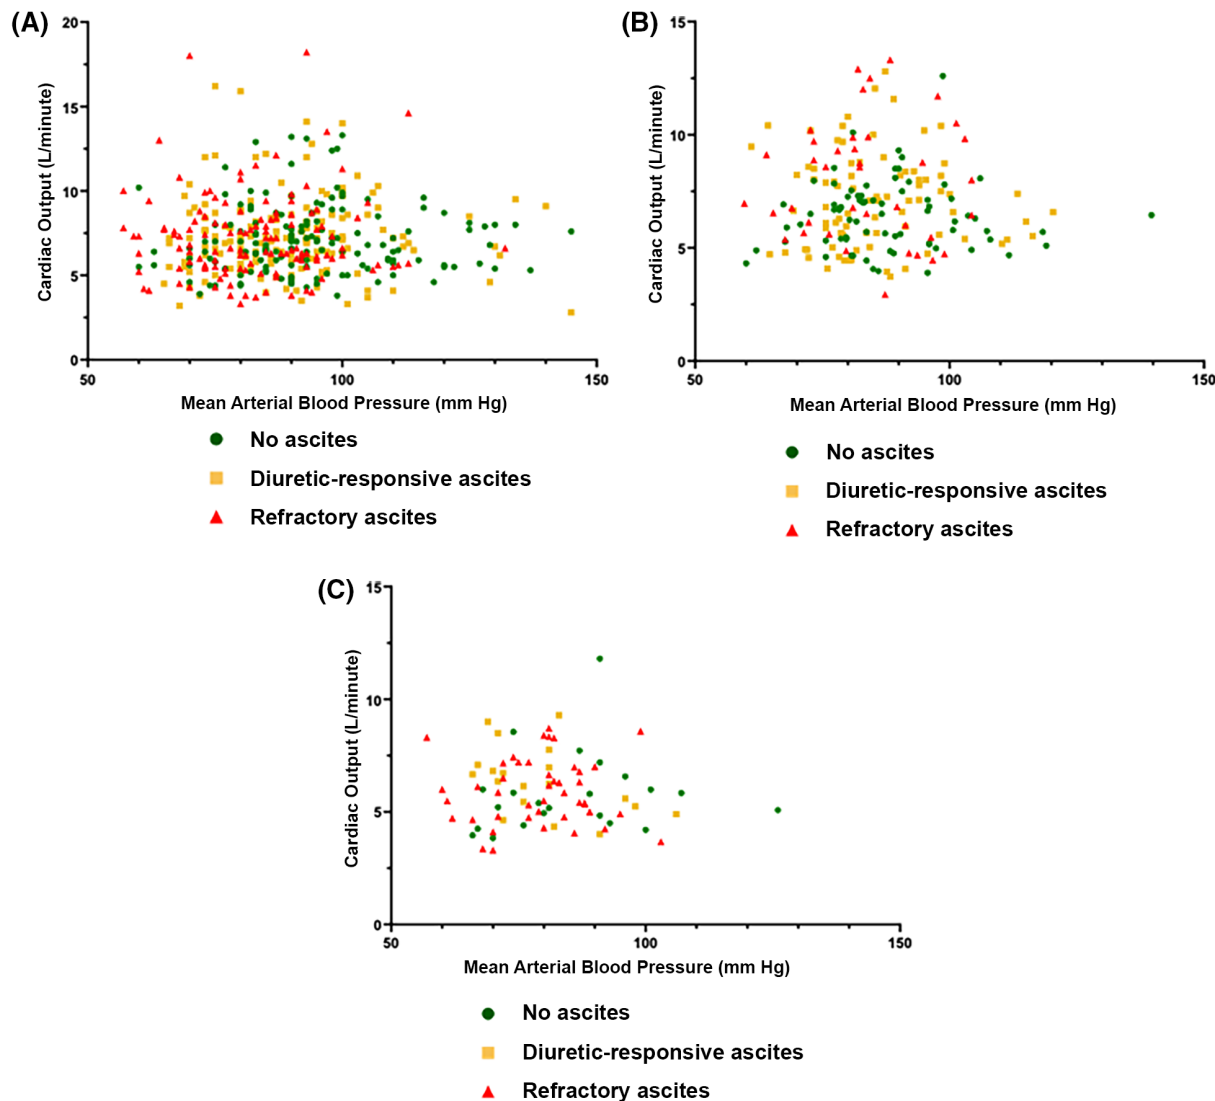 (A)
20
15
10
5
0
50
100
150
Cardiac Output (L/minute)
Mean Arterial Blood Pressure (mm Hg)
No ascites
Diuretic-responsive ascites
Refractory ascites
(B)
15
10
5
0
50
100
150
Cardiac Output (L/minute)
Mean Arterial Blood Pressure (mm Hg)
No ascites
Diuretic-responsive ascites
Refractory ascites
(C)
15
10
5
0
50
100
150
Cardiac Output (L/minute)
Mean Arterial Blood Pressure (mm Hg)
No ascites
Diuretic-responsive ascites
Refractory ascites